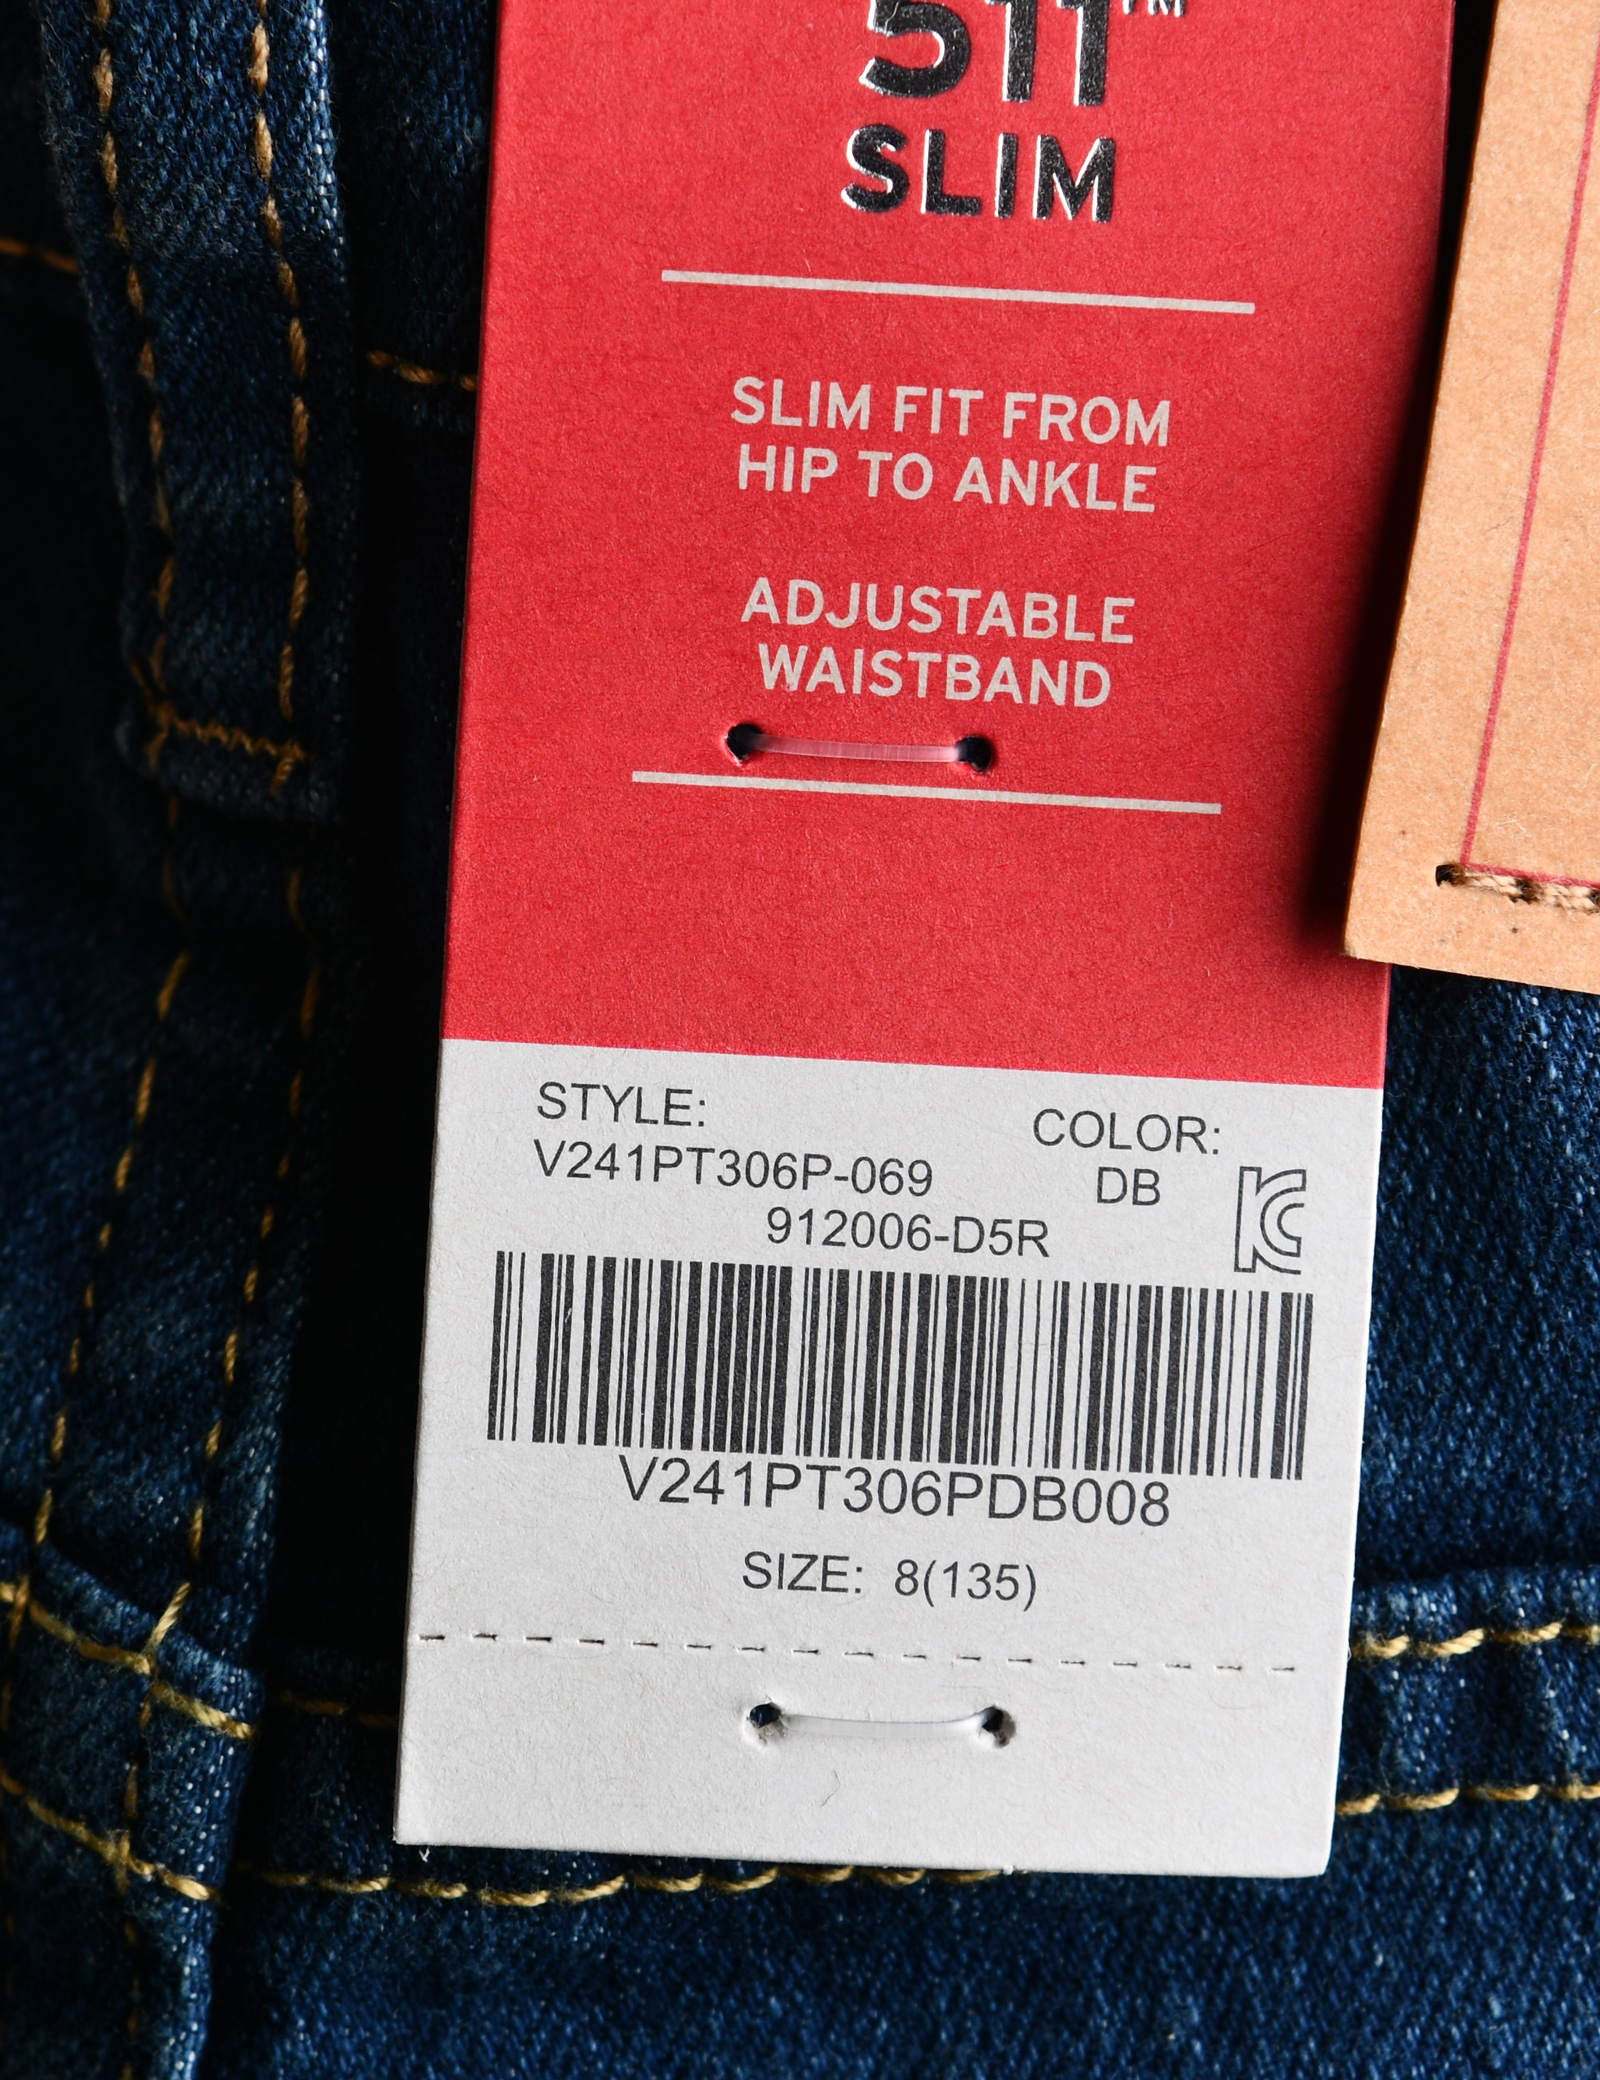 511™
SLIM
SLIM FIT FROM
HIP TO ANKLE
ADJUSTABLE
WAISTBAND
STYLE:
V241PT306P-069
COLOR:
DB
912006-D5R
V241PT306PDB008
SIZE: 8(135)